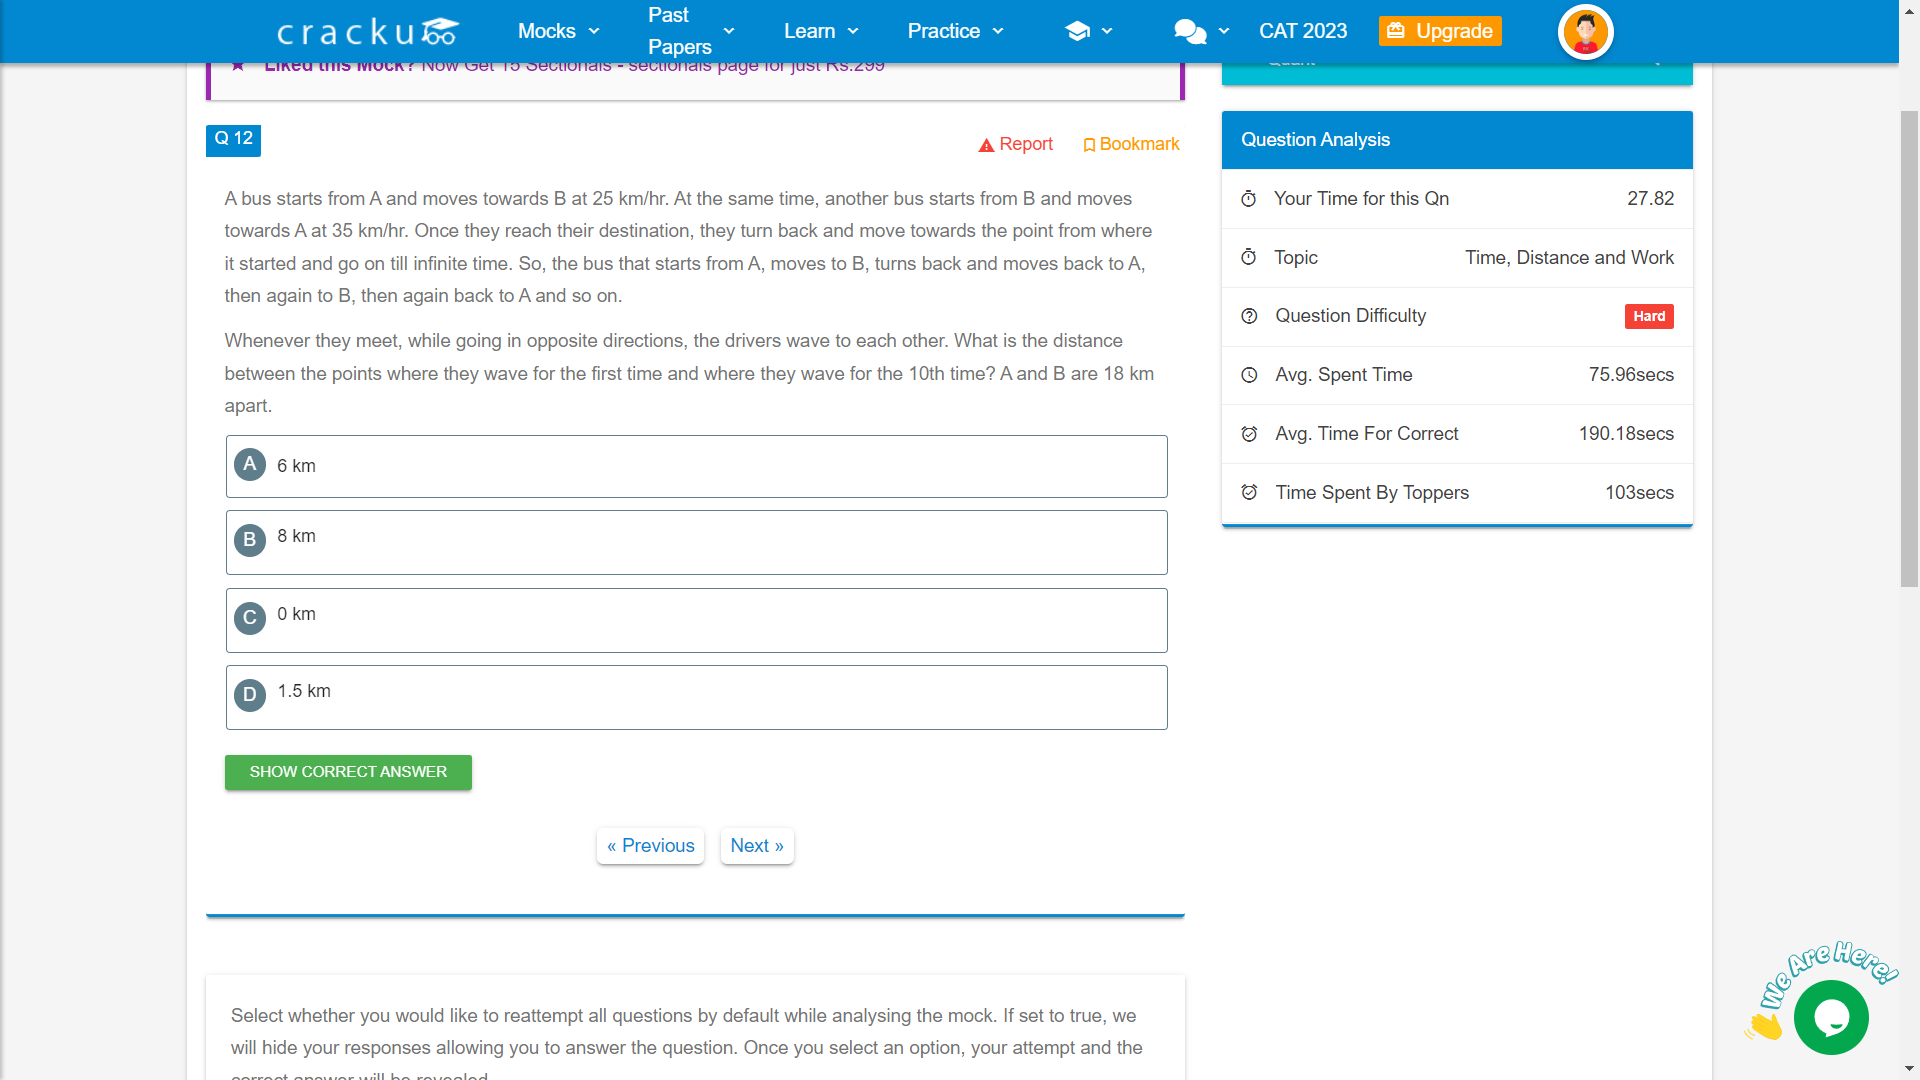 cracku
Mocks
Past
Papers
Learn
Practice
CAT 2023
Upgrade
Liked this Mock? Now Get 15 Sectionals - sectionals page for just Rs.299
Quant
Q 12
Report
Bookmark
A bus starts from A and moves towards B at 25 km/hr. At the same time, another bus starts from B and moves
towards A at 35 km/hr. Once they reach their destination, they turn back and move towards the point from where
it started and go on till infinite time. So, the bus that starts from A, moves to B, turns back and moves back to A,
then again to B, then again back to A and so on.
Whenever they meet, while going in opposite directions, the drivers wave to each other. What is the distance
between the points where they wave for the first time and where they wave for the 10th time? A and B are 18 km
apart.
A 6 km
B 8 km
C 0 km
D 1.5 km
SHOW CORRECT ANSWER
« Previous
Next »
Question Analysis
Your Time for this Qn 27.82
Topic Time, Distance and Work
Question Difficulty Hard
Avg. Spent Time 75.96secs
Avg. Time For Correct 190.18secs
Time Spent By Toppers 103secs
Select whether you would like to reattempt all questions by default while analysing the mock. If set to true, we
will hide your responses allowing you to answer the question. Once you select an option, your attempt and the
correct answer will be revealed.
We Are Here!